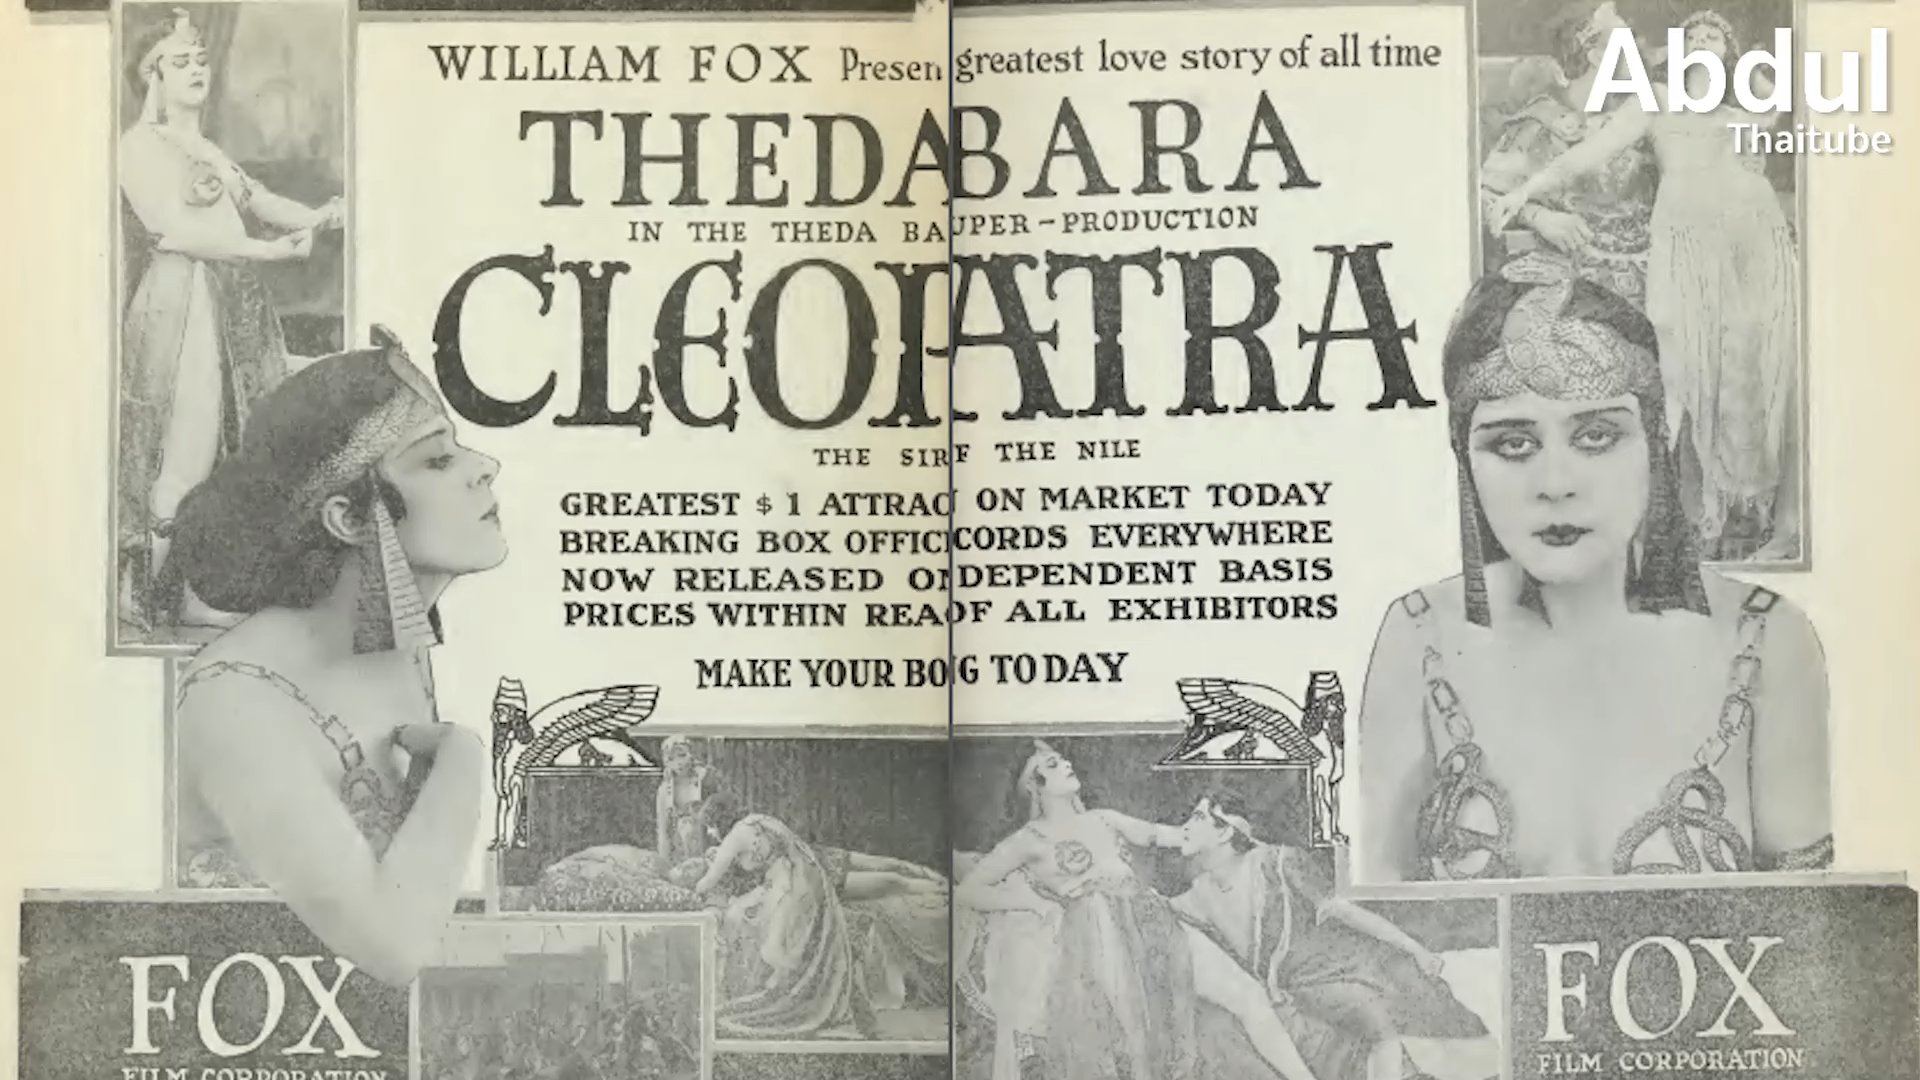 WILLIAM FOX Presen greatest love story of all time
THEDA BARA
IN THE THEDA BA UPER-PRODUCTION
CLEOPATRA
THE SIR F THE NILE
GREATEST $1 ATTRAC ON MARKET TODAY
BREAKING BOX OFFIC CORDS EVERYWHERE
NOW RELEASED O DEPENDENT BASIS
PRICES WITHIN REA OF ALL EXHIBITORS
MAKE YOUR BO G TODAY
FOX
FILM CORPORATION
FOX
FILM CORPORATION
Abdul
Thaitube